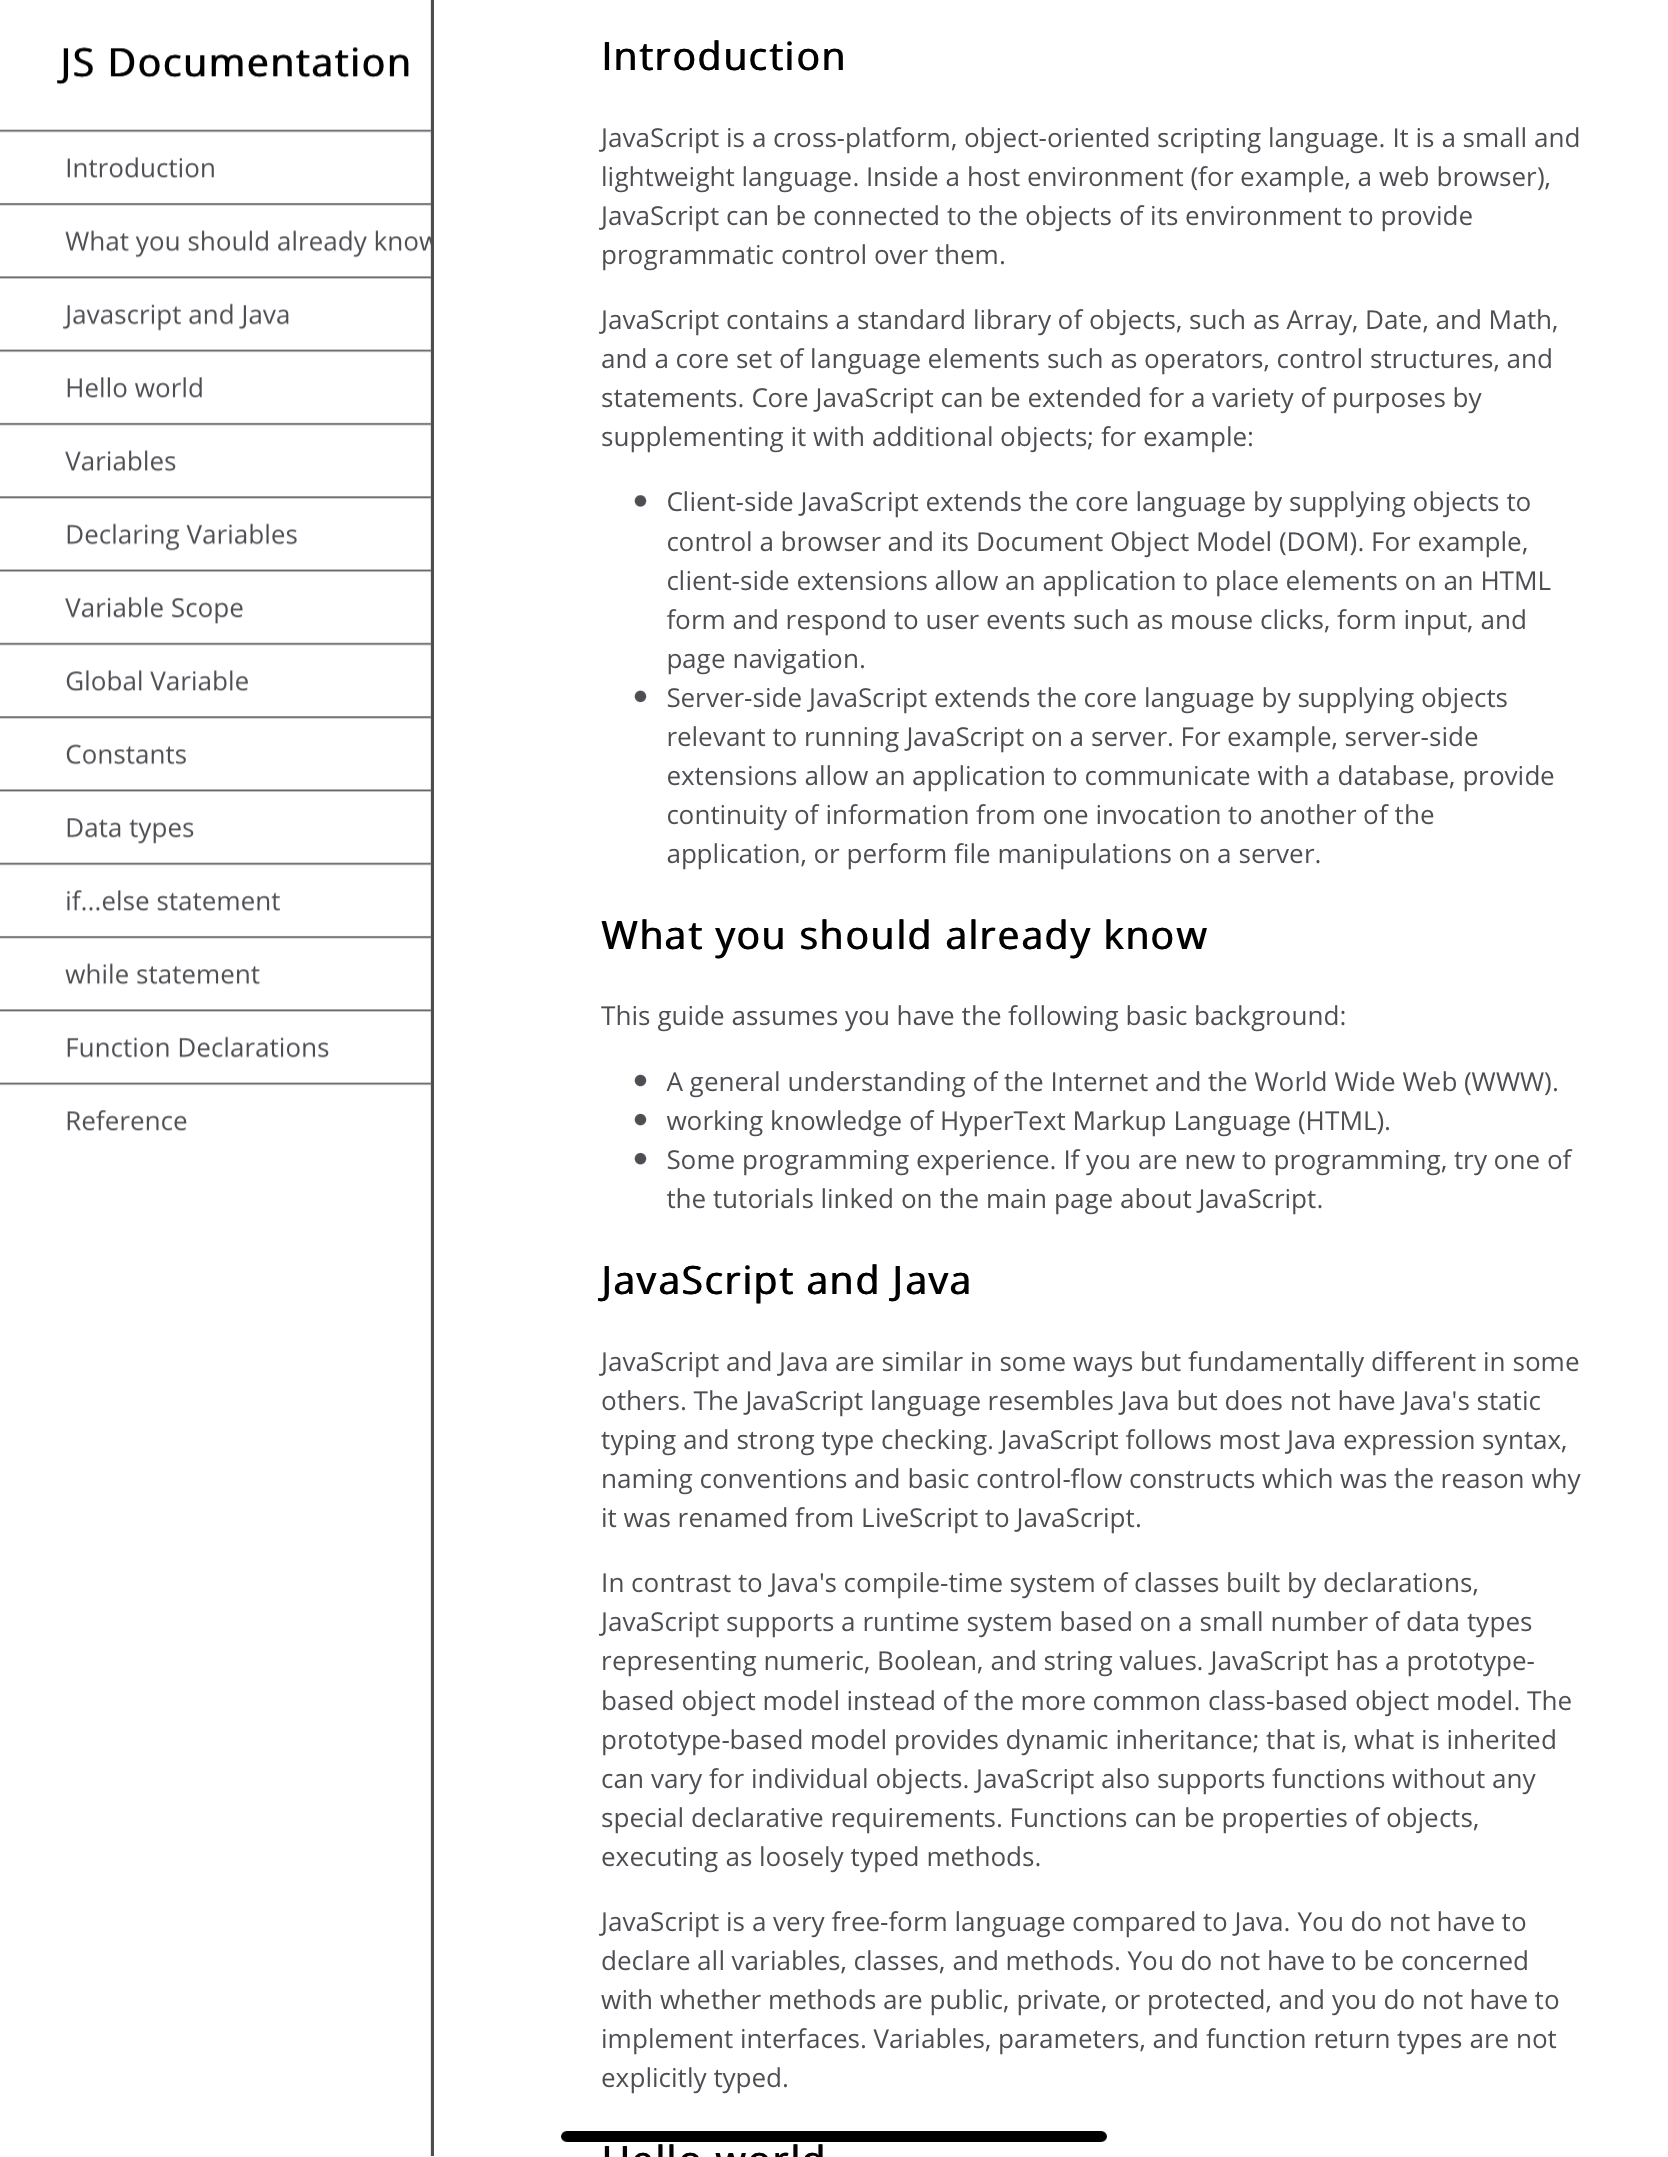 JS Documentation
Introduction
What you should already know
Javascript and Java
Hello world
Variables
Declaring Variables
Variable Scope
Global Variable
Constants
Data types
if...else statement
while statement
Function Declarations
Reference
Introduction
JavaScript is a cross-platform, object-oriented scripting language. It is a small and
lightweight language. Inside a host environment (for example, a web browser),
JavaScript can be connected to the objects of its environment to provide
programmatic control over them.
JavaScript contains a standard library of objects, such as Array, Date, and Math,
and a core set of language elements such as operators, control structures, and
statements. Core JavaScript can be extended for a variety of purposes by
supplementing it with additional objects; for example:
Client-side JavaScript extends the core language by supplying objects to
control a browser and its Document Object Model (DOM). For example,
client-side extensions allow an application to place elements on an HTML
form and respond to user events such as mouse clicks, form input, and
page navigation.
Server-side JavaScript extends the core language by supplying objects
relevant to running JavaScript on a server. For example, server-side
extensions allow an application to communicate with a database, provide
continuity of information from one invocation to another of the
application, or perform file manipulations on a server.
What you should already know
This guide assumes you have the following basic background:
A general understanding of the Internet and the World Wide Web (WWW).
working knowledge of HyperText Markup Language (HTML).
Some programming experience. If you are new to programming, try one of
the tutorials linked on the main page about JavaScript.
JavaScript and Java
JavaScript and Java are similar in some ways but fundamentally different in some
others. The JavaScript language resembles Java but does not have Java's static
typing and strong type checking. JavaScript follows most Java expression syntax,
naming conventions and basic control-flow constructs which was the reason why
it was renamed from LiveScript to JavaScript.
In contrast to Java's compile-time system of classes built by declarations,
JavaScript supports a runtime system based on a small number of data types
representing numeric, Boolean, and string values. JavaScript has a prototype-
based object model instead of the more common class-based object model. The
prototype-based model provides dynamic inheritance; that is, what is inherited
can vary for individual objects. JavaScript also supports functions without any
special declarative requirements. Functions can be properties of objects,
executing as loosely typed methods.
JavaScript is a very free-form language compared to Java. You do not have to
declare all variables, classes, and methods. You do not have to be concerned
with whether methods are public, private, or protected, and you do not have to
implement interfaces. Variables, parameters, and function return types are not
explicitly typed.
Hello world